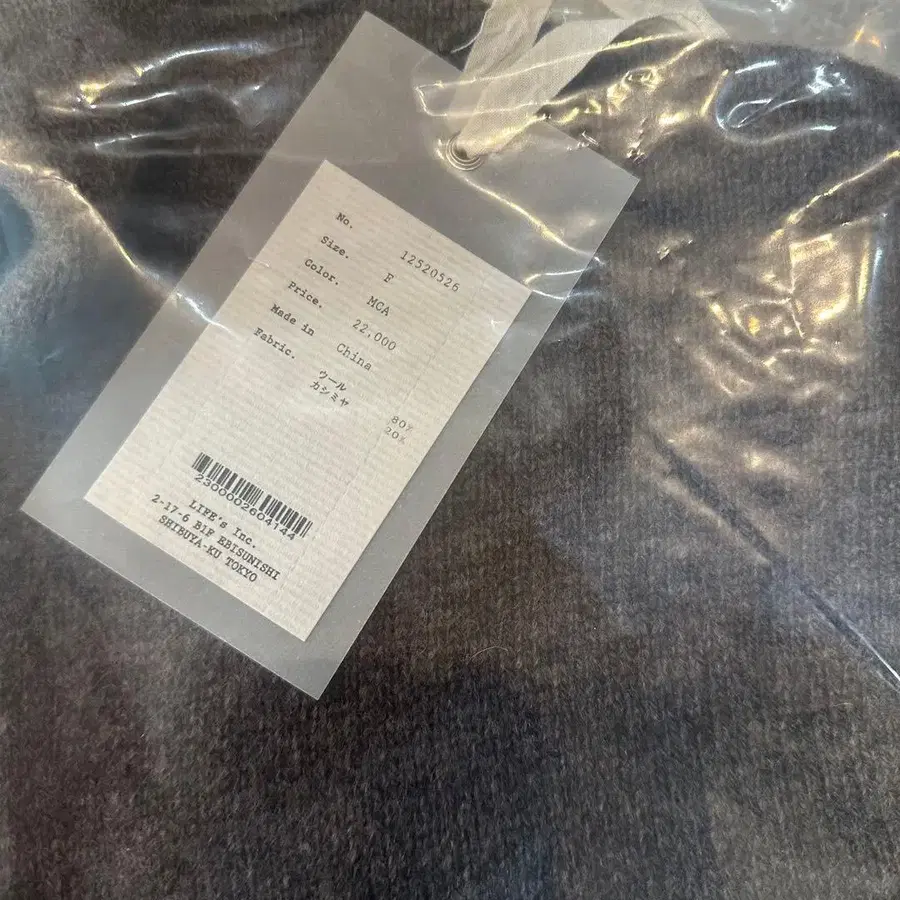 No. 12520526
Size. F
Color. MCA
Price. 22.000
Made in China
Fabric.
ウール 80%
カシミヤ 20%
2300002604144
LIFE's Inc.
2-17-6 B1F EBISUNISHI
SHIBUYA-KU TOKYO